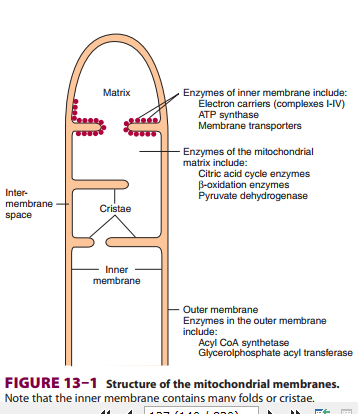 Matrix
Enzymes of inner membrane include:
Electron carriers (complexes I-IV)
ATP synthase
Membrane transporters
Enzymes of the mitochondrial
matrix include:
Citric acid cycle enzymes
β-oxidation enzymes
Pyruvate dehydrogenase
Inter-
membrane
space
Cristae
Inner
membrane
Outer membrane
Enzymes in the outer membrane
include:
Acyl CoA synthetase
Glycerolphosphate acyl transferase
FIGURE 13–1 Structure of the mitochondrial membranes.
Note that the inner membrane contains many folds or cristae.